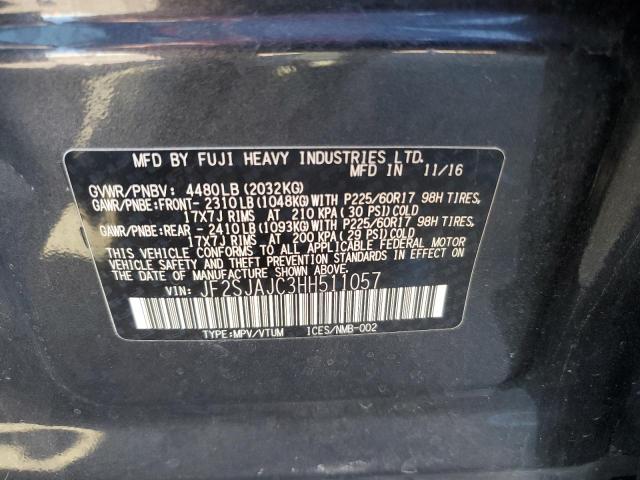 MFD BY FUJI HEAVY INDUSTRIES LTD.
MFD IN 11/16
GVWR/PNBV: 4480LB(2032KG)
GAWR/PNBE:FRONT-2310LB(1048KG)WITH P225/60R17 98H TIRES,
17X7J RIMS AT 210 KPA(30 PSI)COLD
GAWR/PNBE:REAR -2410LB(1093KG)WITH P225/60R17 98H TIRES,
17X7J RIMS AT 200 KPA(29 PSI)COLD
THIS VEHICLE CONFORMS TO ALL APPLICABLE FEDERAL MOTOR
VEHICLE SAFETY AND THEFT PREVENTION STANDARDS IN EFFECT ON
THE DATE OF MANUFACTURE SHOWN ABOVE.
VIN: JF2SJAJC3HH511057
TYPE:MPV/VTUM ICES/NMB-002